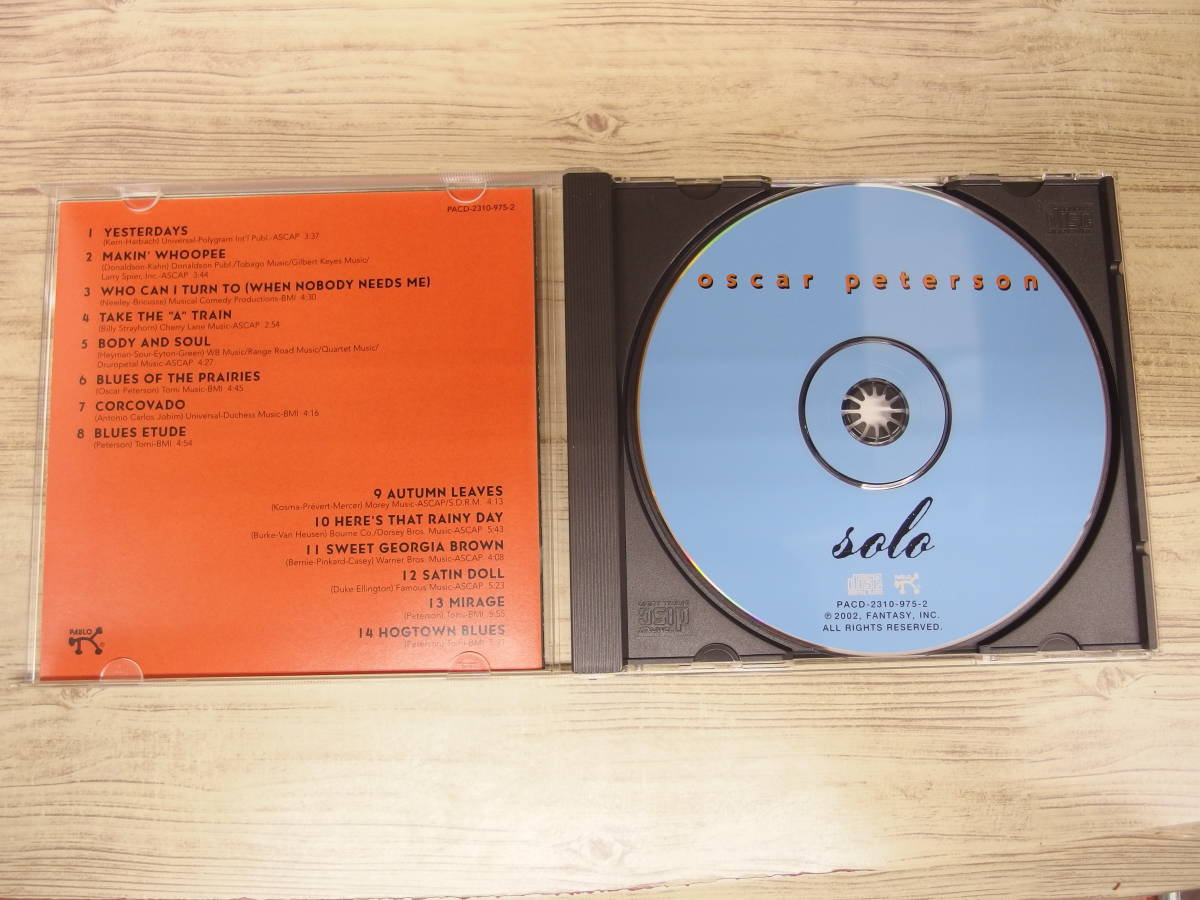 PACD-2310-975-2
1 YESTERDAYS
(Kern-Harbach) Universal-Polygram Int'l Publ.-ASCAP 3:37
2 MAKIN' WHOOPEE
(Donaldson-Kahn) Donaldson Publ./Tobago Music/Gilbert Keyes Music/
Larry Spier, Inc.-ASCAP 3:44
3 WHO CAN I TURN TO (WHEN NOBODY NEEDS ME)
(Newley-Bricusse) Musical Comedy Productions-BMI 4:30
4 TAKE THE "A" TRAIN
(Billy Strayhorn) Cherry Lane Music-ASCAP 2:54
5 BODY AND SOUL
(Heyman-Sour-Eyton-Green) WB Music/Range Road Music/Quartet Music/
Druropetal Music-ASCAP 4:27
6 BLUES OF THE PRAIRIES
(Oscar Peterson) Tomi Music-BMI 4:45
7 CORCOVADO
(Antonio Carlos Jobim) Universal-Duchess Music-BMI 4:16
8 BLUES ETUDE
(Peterson) Tomi-BMI 4:54
9 AUTUMN LEAVES
(Kosma-Prévert-Mercer) Morey Music-ASCAP/S.D.R.M. 4:13
10 HERE'S THAT RAINY DAY
(Burke-Van Heusen) Bourne Co./Dorsey Bros. Music-ASCAP 5:43
11 SWEET GEORGIA BROWN
(Bernie-Pinkard-Casey) Warner Bros. Music-ASCAP 4:08
12 SATIN DOLL
(Duke Ellington) Famous Music-ASCAP 5:23
13 MIRAGE
(Peterson) Tomi-BMI 9:55
14 HOGTOWN BLUES
(Peterson) Tomi-BMI
PABLO
oscar peterson
solo
PACD-2310-975-2
℗ 2002, FANTASY, INC.
ALL RIGHTS RESERVED.